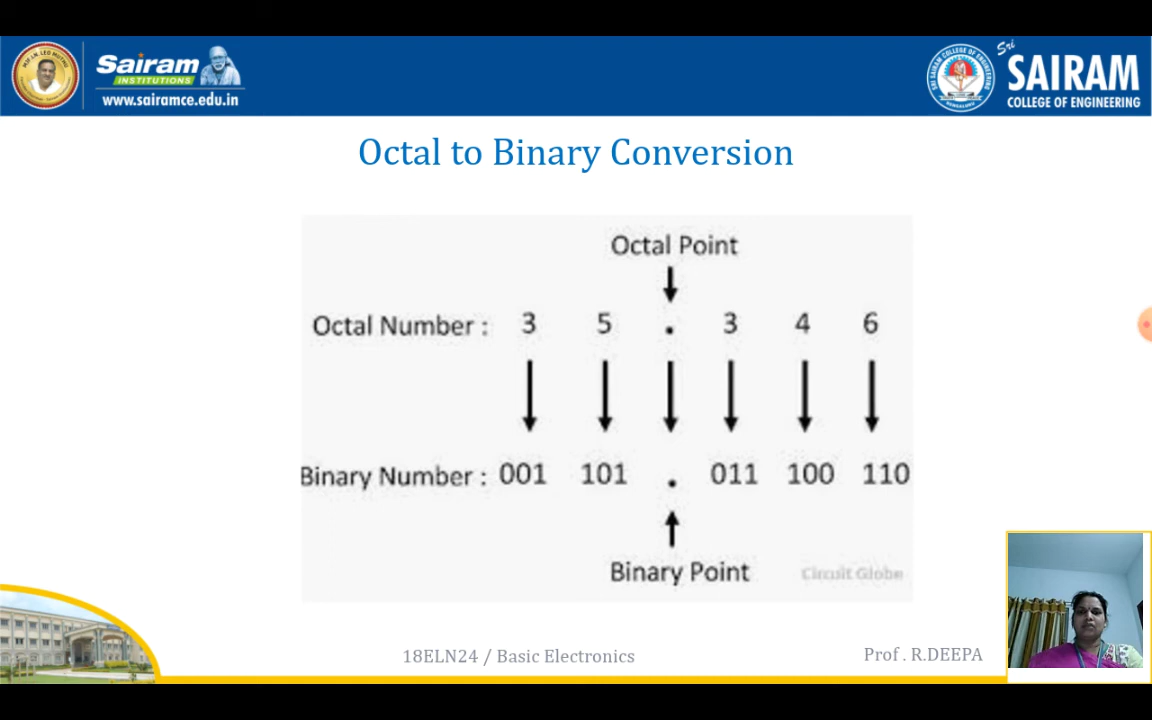 Sairam
INSTITUTIONS
www.sairamce.edu.in
Sri
SAIRAM
COLLEGE OF ENGINEERING
Octal to Binary Conversion
Octal Point
Octal Number : 3 5 . 3 4 6
Binary Number : 001 101 . 011 100 110
Binary Point
Circuit Globe
18ELN24 / Basic Electronics
Prof . R.DEEPA